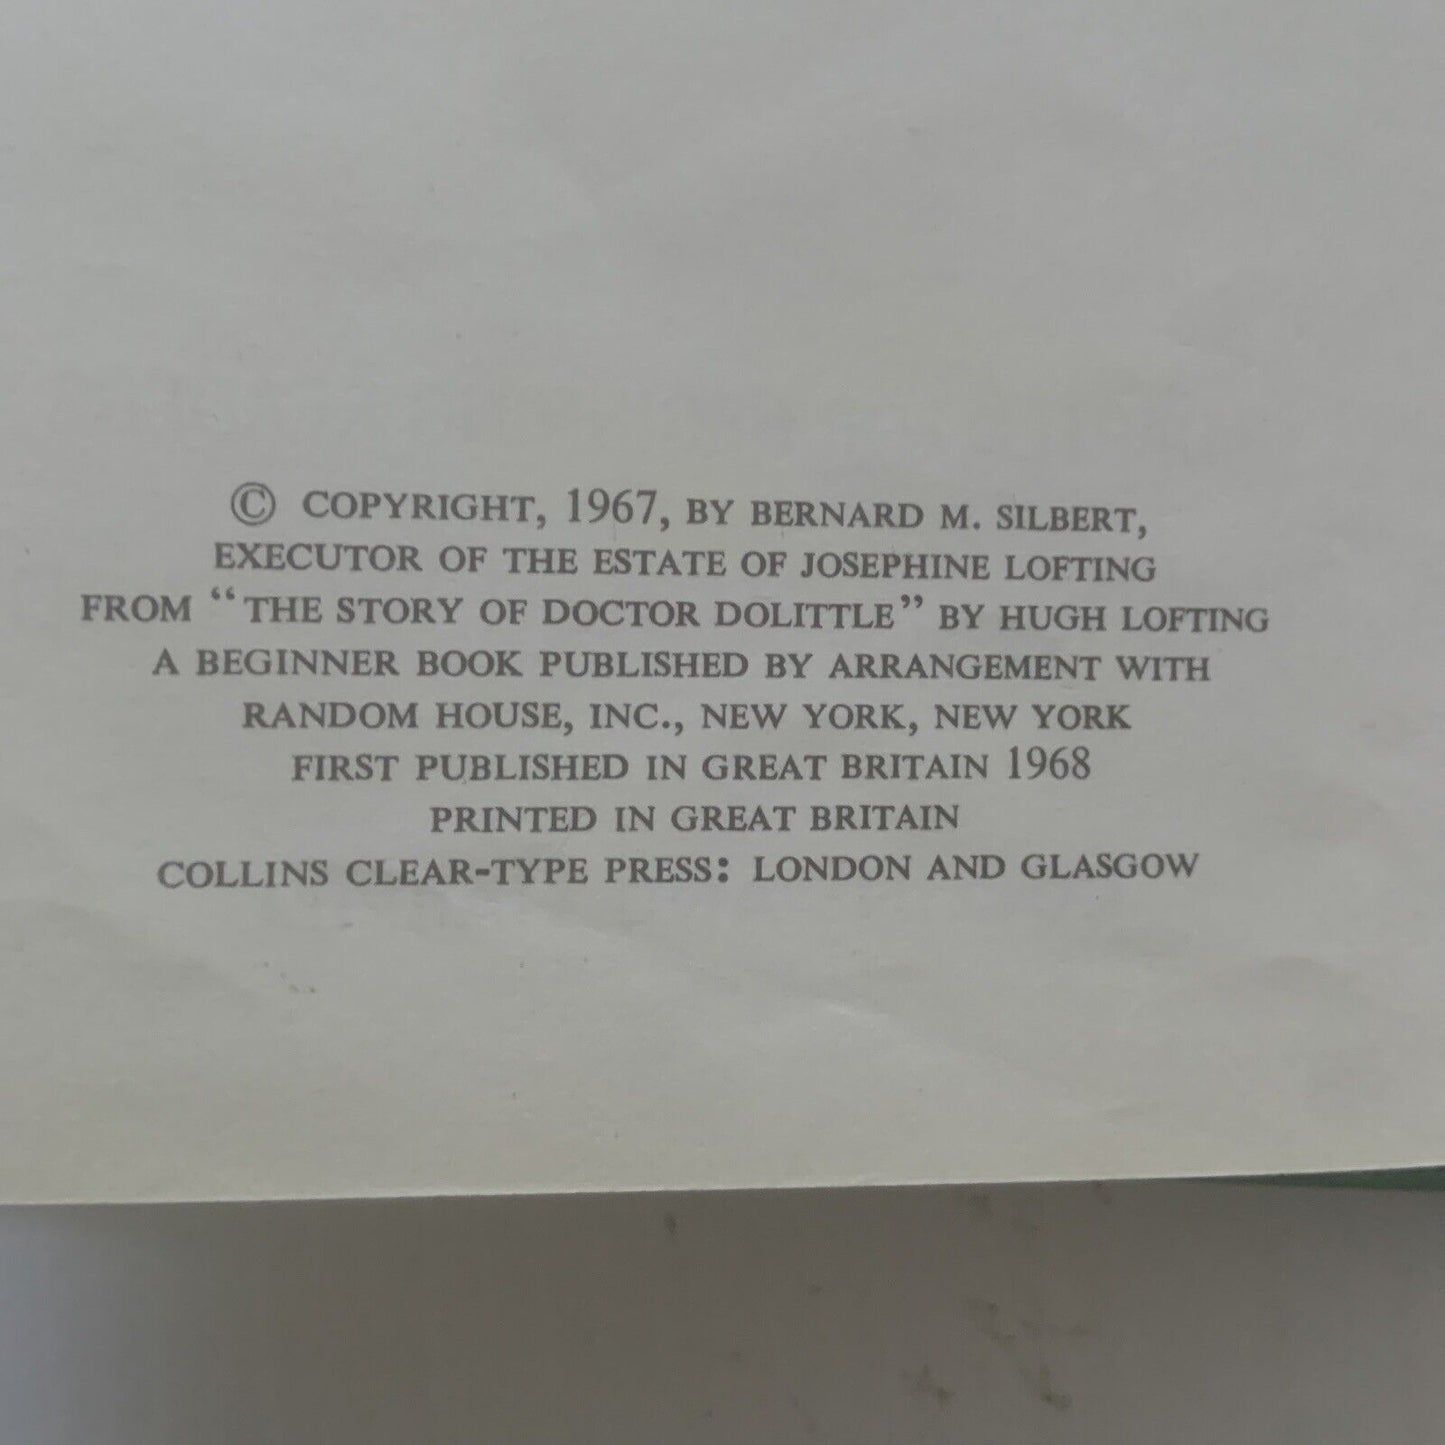 © COPYRIGHT, 1967, BY BERNARD M. SILBERT,
EXECUTOR OF THE ESTATE OF JOSEPHINE LOFTING
FROM “THE STORY OF DOCTOR DOLITTLE” BY HUGH LOFTING
A BEGINNER BOOK PUBLISHED BY ARRANGEMENT WITH
RANDOM HOUSE, INC., NEW YORK, NEW YORK
FIRST PUBLISHED IN GREAT BRITAIN 1968
PRINTED IN GREAT BRITAIN
COLLINS CLEAR-TYPE PRESS: LONDON AND GLASGOW